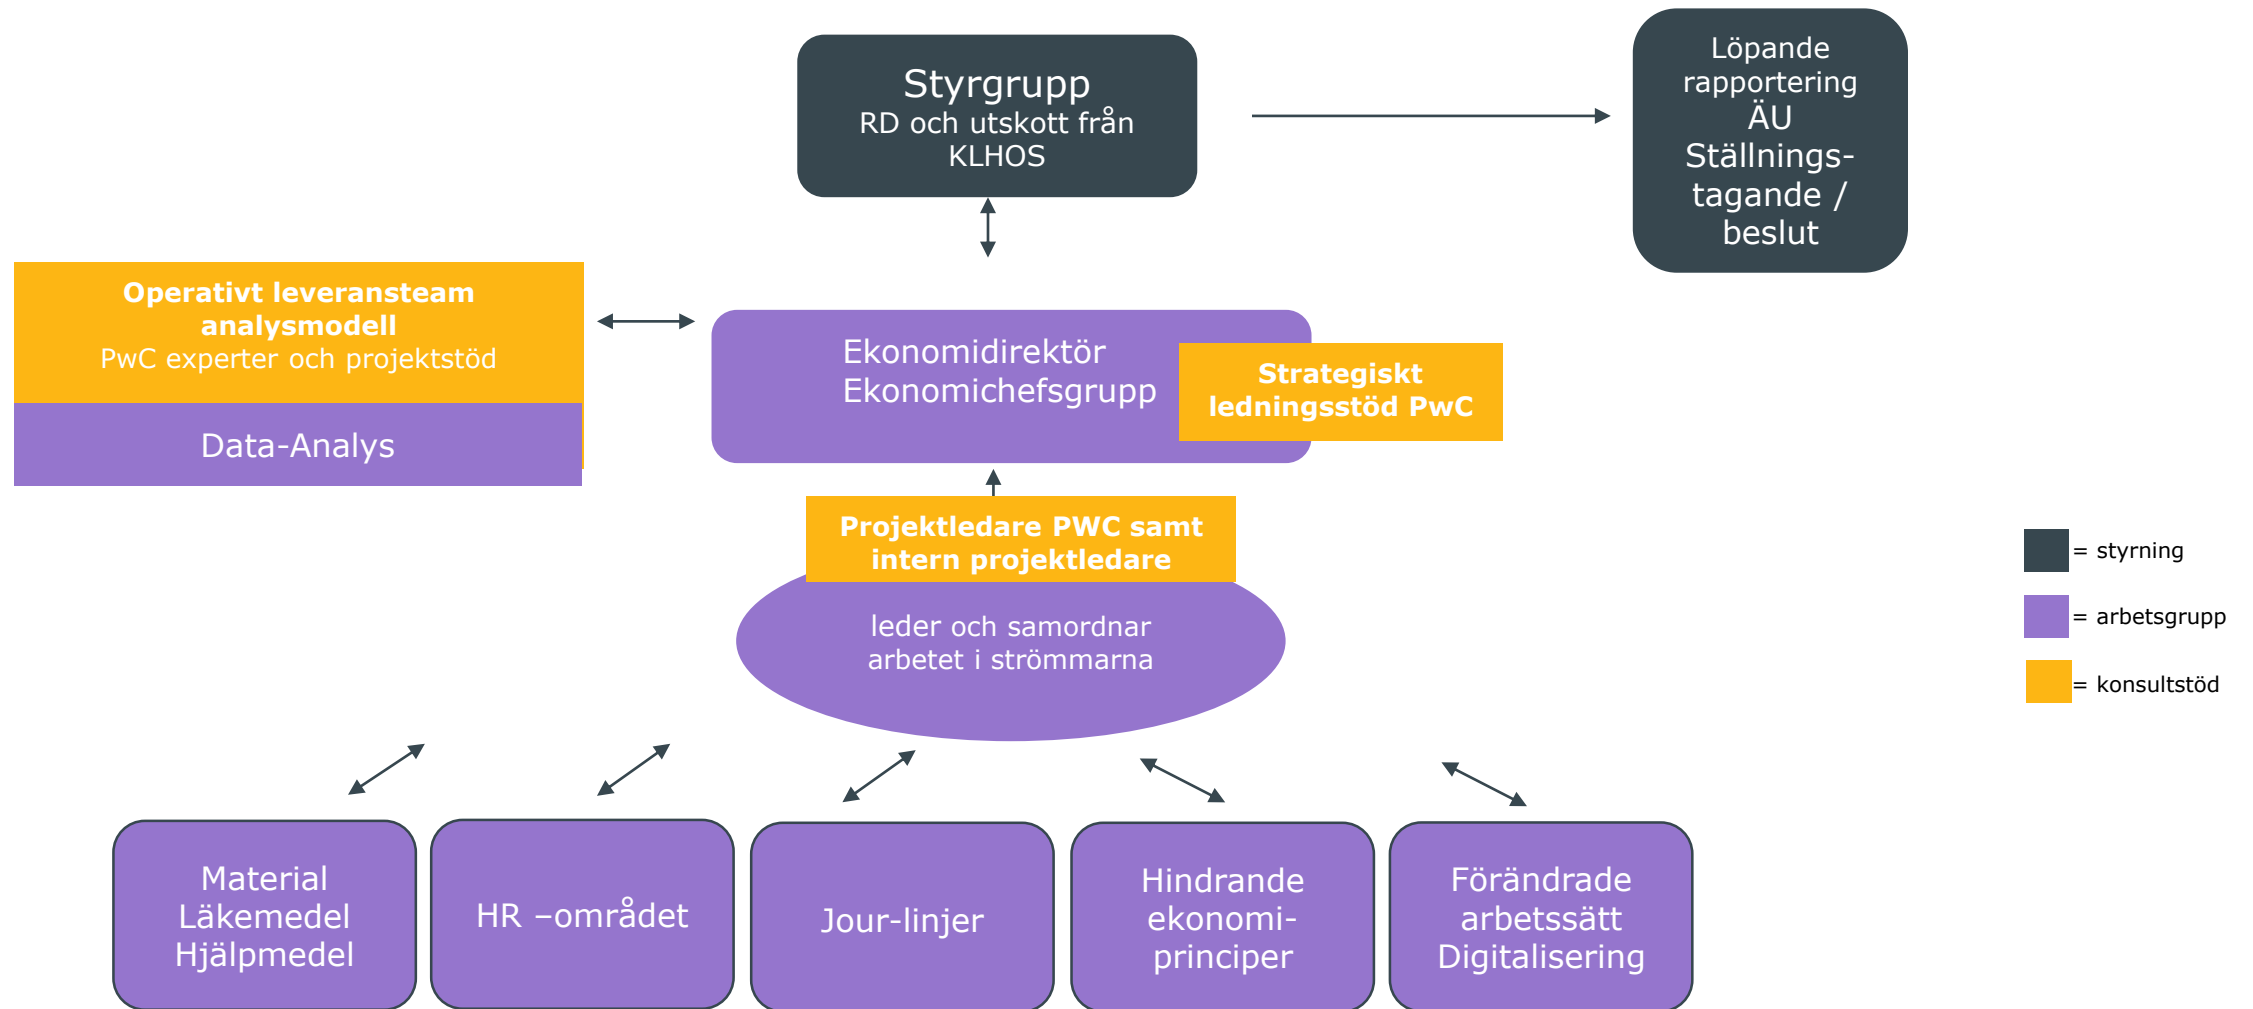 Styrgrupp
RD och utskott från
KLHOS
Löpande
rapportering
ÄU
Ställnings-
tagande /
beslut
Operativt leveransteam
analysmodell
PwC experter och projektstöd
Data-Analys
Ekonomidirektör
Ekonomichefsgrupp
Strategiskt
ledningsstöd PwC
Projektledare PWC samt
intern projektledare
leder och samordnar
arbetet i strömmarna
= styrning
= arbetsgrupp
= konsultstöd
Material
Läkemedel
Hjälpmedel
HR –området
Jour-linjer
Hindrande
ekonomi-
principer
Förändrade
arbetssätt
Digitalisering